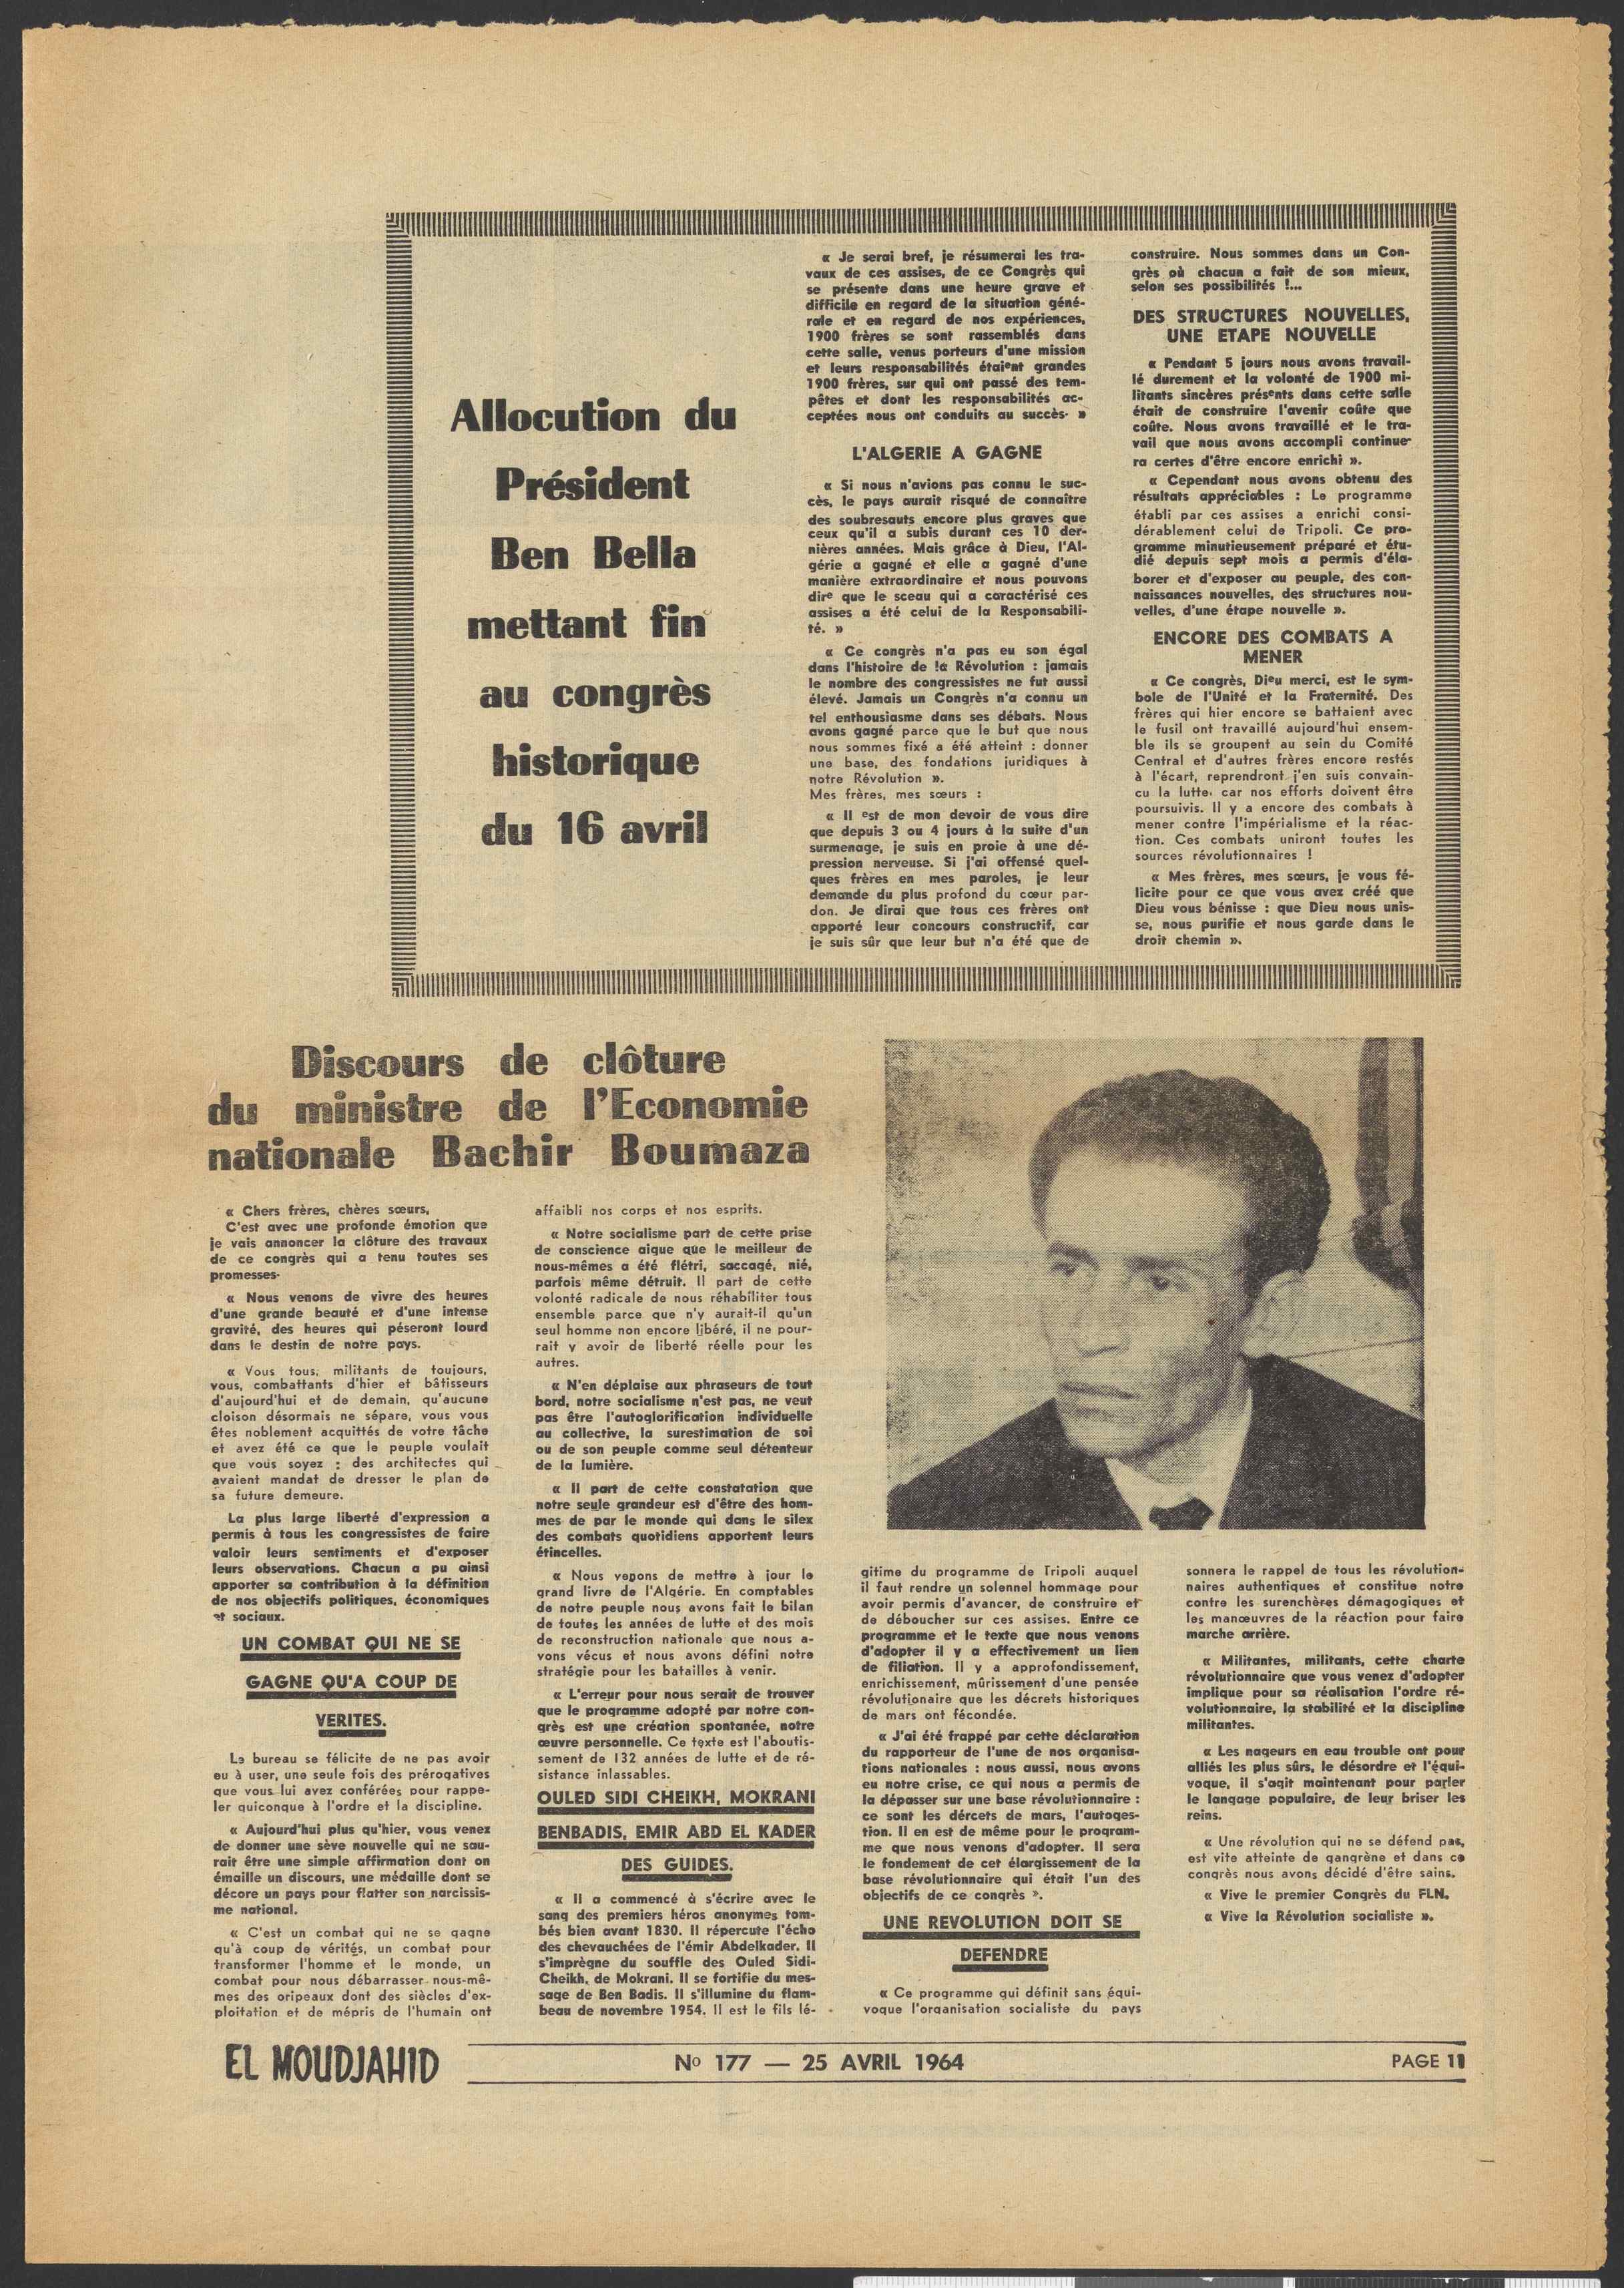 Allocution du
Président
Ben Bella
mettant fin
au congrès
historique
du 16 avril
« Je serai bref, je résumerai les tra-
vaux de ces assises, de ce Congrès qui
se présente dans une heure grave et
difficile en regard de la situation géné-
rale et en regard de nos expériences,
1900 frères se sont rassemblés dans
cette salle, venus porteurs d'une mission
et leurs responsabilités étaient grandes
1900 frères, sur qui ont passé des tem-
pêtes et dont les responsabilités ac-
ceptées nous ont conduits au succès· »
L'ALGERIE A GAGNE
« Si nous n'avions pas connu le suc-
cès, le pays aurait risqué de connaître
des soubresauts encore plus graves que
ceux qu'il a subis durant ces 10 der-
nières années. Mais grâce à Dieu, l'Al-
gérie a gagné et elle a gagné d'une
manière extraordinaire et nous pouvons
dire que le sceau qui a caractérisé ces
assises a été celui de la Responsabili-
té. »
« Ce congrès n'a pas eu son égal
dans l'histoire de la Révolution : jamais
le nombre des congressistes ne fut aussi
élevé. Jamais un Congrès n'a connu un
tel enthousiasme dans ses débats. Nous
avons gagné parce que le but que nous
nous sommes fixé a été atteint : donner
une base, des fondations juridiques à
notre Révolution ».
Mes frères, mes sœurs :
« Il est de mon devoir de vous dire
que depuis 3 ou 4 jours à la suite d'un
surmenage, je suis en proie à une dé-
pression nerveuse. Si j'ai offensé quel-
ques frères en mes paroles, je leur
demande du plus profond du cœur par-
don. Je dirai que tous ces frères ont
apporté leur concours constructif, car
je suis sûr que leur but n'a été que de
construire. Nous sommes dans un Con-
grès où chacun a fait de son mieux,
selon ses possibilités !...
DES STRUCTURES NOUVELLES,
UNE ETAPE NOUVELLE
« Pendant 5 jours nous avons travail-
lé durement et la volonté de 1900 mi-
litants sincères présents dans cette salle
était de construire l'avenir coûte que
coûte. Nous avons travaillé et le tra-
vail que nous avons accompli continue-
ra certes d'être encore enrichi ».
« Cependant nous avons obtenu des
résultats appréciables : Le programme
établi par ces assises a enrichi consi-
dérablement celui de Tripoli. Ce pro-
gramme minutieusement préparé et étu-
dié depuis sept mois a permis d'éla-
borer et d'exposer au peuple, des con-
naissances nouvelles, des structures nou-
velles, d'une étape nouvelle ».
ENCORE DES COMBATS A
MENER
« Ce congrès, Dieu merci, est le sym-
bole de l'Unité et la Fraternité. Des
frères qui hier encore se battaient avec
le fusil ont travaillé aujourd'hui ensem-
ble ils se groupent au sein du Comité
Central et d'autres frères encore restés
à l'écart, reprendront j'en suis convain-
cu la lutte, car nos efforts doivent être
poursuivis. Il y a encore des combats à
mener contre l'impérialisme et la réac-
tion. Ces combats uniront toutes les
sources révolutionnaires !
« Mes frères, mes sœurs, je vous fé-
licite pour ce que vous avez créé que
Dieu vous bénisse : que Dieu nous unis-
se, nous purifie et nous garde dans le
droit chemin ».
Discours de clôture
du ministre de l'Economie
nationale Bachir Boumaza
« Chers frères, chères sœurs,
C'est avec une profonde émotion que
je vais annoncer la clôture des travaux
de ce congrès qui a tenu toutes ses
promesses·
« Nous venons de vivre des heures
d'une grande beauté et d'une intense
gravité, des heures qui péseront lourd
dans le destin de notre pays.
« Vous tous, militants de toujours,
vous, combattants d'hier et bâtisseurs
d'aujourd'hui et de demain, qu'aucune
cloison désormais ne sépare, vous vous
êtes noblement acquittés de votre tâche
et avez été ce que le peuple voulait
que vous soyez : des architectes qui
avaient mandat de dresser le plan de
sa future demeure.
La plus large liberté d'expression a
permis à tous les congressistes de faire
valoir leurs sentiments et d'exposer
leurs observations. Chacun a pu ainsi
apporter sa contribution à la définition
de nos objectifs politiques, économiques
et sociaux.
UN COMBAT QUI NE SE
GAGNE QU'A COUP DE
VERITES.
Le bureau se félicite de ne pas avoir
eu à user, une seule fois des prérogatives
que vous lui avez conférées pour rappe-
ler quiconque à l'ordre et la discipline.
« Aujourd'hui plus qu'hier, vous venez
de donner une sève nouvelle qui ne sau-
rait être une simple affirmation dont on
émaille un discours, une médaille dont se
décore un pays pour flatter son narcissis-
me national.
« C'est un combat qui ne se gagne
qu'à coup de vérités, un combat pour
transformer l'homme et le monde, un
combat pour nous débarrasser nous-mê-
mes des oripeaux dont des siècles d'ex-
ploitation et de mépris de l'humain ont
affaibli nos corps et nos esprits.
« Notre socialisme part de cette prise
de conscience aigue que le meilleur de
nous-mêmes a été flétri, saccagé, nié,
parfois même détruit. Il part de cette
volonté radicale de nous réhabiliter tous
ensemble parce que n'y aurait-il qu'un
seul homme non encore libéré, il ne pour-
rait y avoir de liberté réelle pour les
autres.
« N'en déplaise aux phraseurs de tout
bord, notre socialisme n'est pas, ne veut
pas être l'autoglorification individuelle
au collective, la surestimation de soi
ou de son peuple comme seul détenteur
de la lumière.
« Il part de cette constatation que
notre seule grandeur est d'être des hom-
mes de par le monde qui dans le silex
des combats quotidiens apportent leurs
étincelles.
« Nous venons de mettre à jour le
grand livre de l'Algérie. En comptables
de notre peuple nous avons fait le bilan
de toutes les années de lutte et des mois
de reconstruction nationale que nous a-
vons vécus et nous avons défini notre
stratégie pour les batailles à venir.
« L'erreur pour nous serait de trouver
que le programme adopté par notre con-
grès est une création spontanée, notre
œuvre personnelle. Ce texte est l'aboutis-
sement de 132 années de lutte et de ré-
sistance inlassables.
OULED SIDI CHEIKH, MOKRANI
BENBADIS, EMIR ABD EL KADER
DES GUIDES.
« Il a commencé à s'écrire avec le
sang des premiers héros anonymes tom-
bés bien avant 1830. Il répercute l'écho
des chevauchées de l'émir Abdelkader. Il
s'imprègne du souffle des Ouled Sidi-
Cheikh, de Mokrani. Il se fortifie du mes-
sage de Ben Badis. Il s'illumine du flam-
beau de novembre 1954. Il est le fils lé-
gitime du programme de Tripoli auquel
il faut rendre un solennel hommage pour
avoir permis d'avancer, de construire et
de déboucher sur ces assises. Entre ce
programme et le texte que nous venons
d'adopter il y a effectivement un lien
de filiation. Il y a approfondissement,
enrichissement, mûrissement d'une pensée
révolutionaire que les décrets historiques
de mars ont fécondée.
« J'ai été frappé par cette déclaration
du rapporteur de l'une de nos organisa-
tions nationales : nous aussi, nous avons
eu notre crise, ce qui nous a permis de
la dépasser sur une base révolutionnaire :
ce sont les dércets de mars, l'autoges-
tion. Il en est de même pour le program-
me que nous venons d'adopter. Il sera
le fondement de cet élargissement de la
base révolutionnaire qui était l'un des
objectifs de ce congrès ».
UNE REVOLUTION DOIT SE
DEFENDRE
« Ce programme qui définit sans équi-
voque l'organisation socialiste du pays
sonnera le rappel de tous les révolution-
naires authentiques et constitue notre
contre les surenchères démagogiques et
les manœuvres de la réaction pour faire
marche arrière.
« Militantes, militants, cette charte
révolutionnaire que vous venez d'adopter
implique pour sa réalisation l'ordre ré-
volutionnaire, la stabilité et la discipline
militantes.
« Les nageurs en eau trouble ont pour
alliés les plus sûrs, le désordre et l'équi-
voque, il s'agit maintenant pour parler
le langage populaire, de leur briser les
reins.
« Une révolution qui ne se défend pas,
est vite atteinte de gangrène et dans ce
congrès nous avons décidé d'être sains.
« Vive le premier Congrès du FLN.
« Vive la Révolution socialiste ».
EL MOUDJAHID
No 177 — 25 AVRIL 1964
PAGE 11